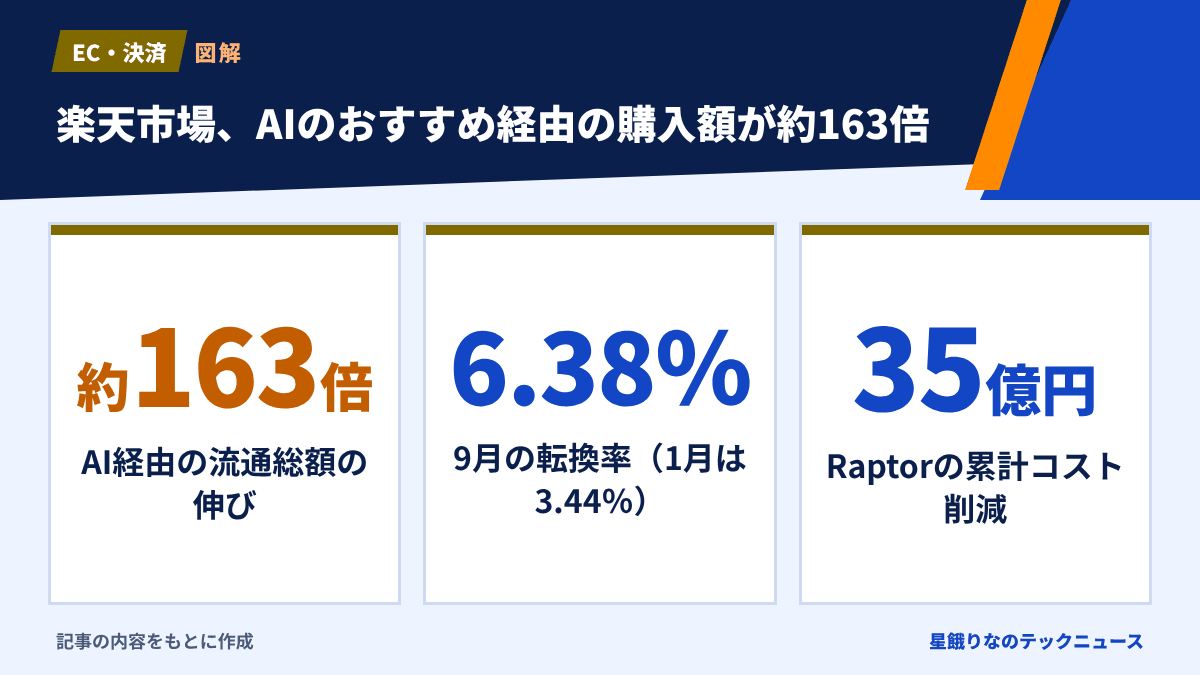 EC・決済
図解
楽天市場、AIのおすすめ経由の購入額が約163倍
約163倍
AI経由の流通総額の
伸び
6.38%
9月の転換率（1月は
3.44%）
35億円
Raptorの累計コスト
削減
記事の内容をもとに作成
星餓りなのテックニュース